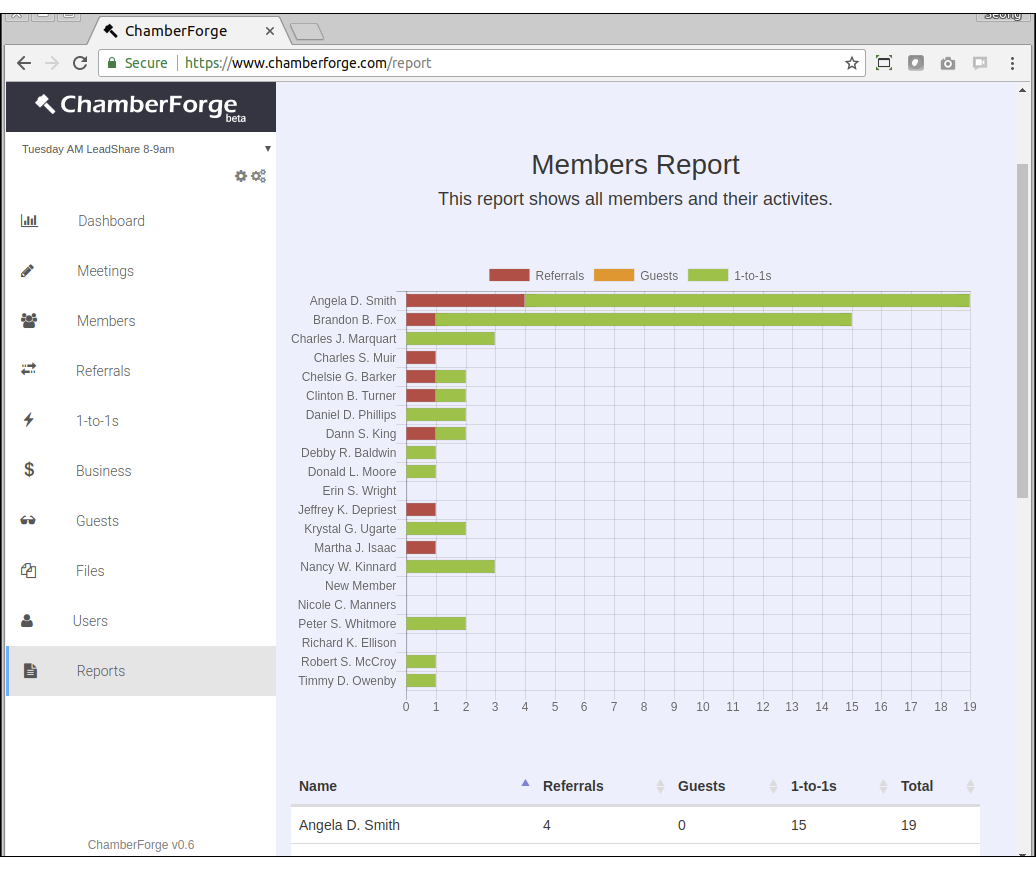 Seong
ChamberForge
Secure
https://www.chamberforge.com/report
ChamberForge
beta
Tuesday AM LeadShare 8-9am
Dashboard
Meetings
Members
Referrals
1-to-1s
Business
Guests
Files
Users
Reports
ChamberForge v0.6
Members Report
This report shows all members and their activites.
Referrals Guests 1-to-1s
Angela D. Smith
Brandon B. Fox
Charles J. Marquart
Charles S. Muir
Chelsie G. Barker
Clinton B. Turner
Daniel D. Phillips
Dann S. King
Debby R. Baldwin
Donald L. Moore
Erin S. Wright
Jeffrey K. Depriest
Krystal G. Ugarte
Martha J. Isaac
Nancy W. Kinnard
New Member
Nicole C. Manners
Peter S. Whitmore
Richard K. Ellison
Robert S. McCroy
Timmy D. Owenby
0 1 2 3 4 5 6 7 8 9 10 11 12 13 14 15 16 17 18 19
Name Referrals Guests 1-to-1s Total
Angela D. Smith 4 0 15 19